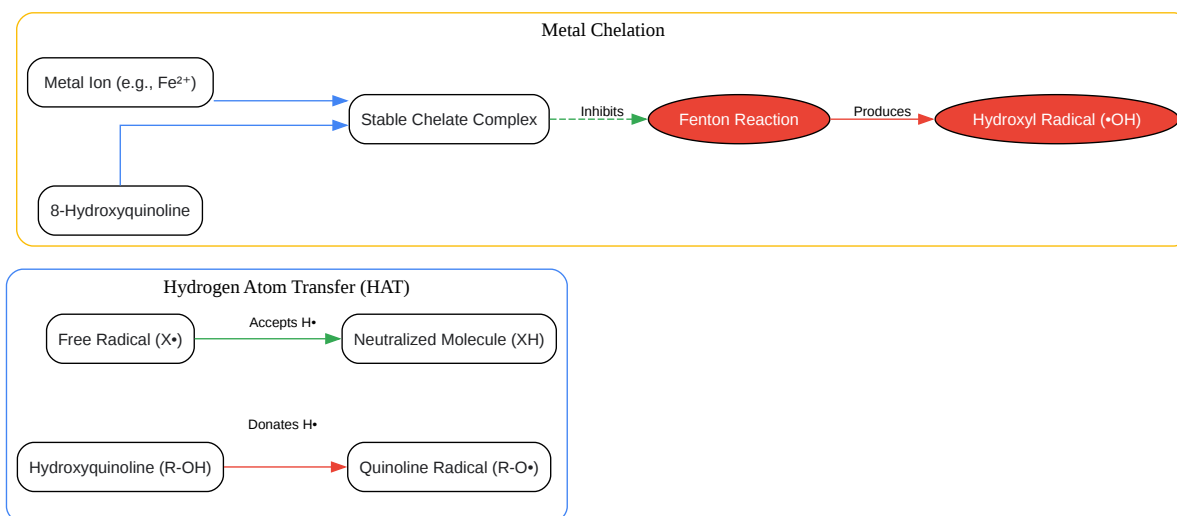 Metal Chelation
Metal Ion (e.g., Fe²⁺)
Stable Chelate Complex
Inhibits
Fenton Reaction
Produces
Hydroxyl Radical (•OH)
8-Hydroxyquinoline
Hydrogen Atom Transfer (HAT)
Free Radical (X•)
Accepts H•
Neutralized Molecule (XH)
Donates H•
Hydroxyquinoline (R-OH)
Quinoline Radical (R-O•)